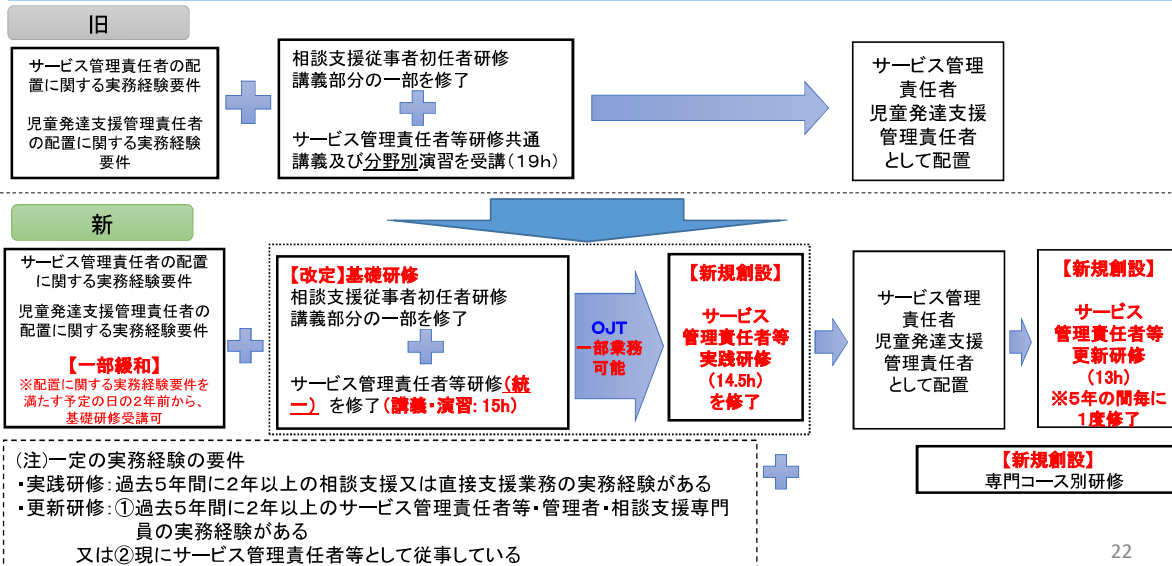 旧
サービス管理責任者の配
置に関する実務経験要件
児童発達支援管理責任者
の配置に関する実務経験
要件
相談支援従事者初任者研修
講義部分の一部を修了
サービス管理責任者等研修共通
講義及び分野別演習を受講(19h)
サービス管理
責任者
児童発達支援
管理責任者
として配置
新
サービス管理責任者の配置
に関する実務経験要件
児童発達支援管理責任者の
配置に関する実務経験要件
【一部緩和】
※配置に関する実務経験要件を
満たす予定の日の2年前から、
基礎研修受講可
【改定】基礎研修
相談支援従事者初任者研修
講義部分の一部を修了
サービス管理責任者等研修(統
一) を修了(講義・演習:15h)
OJT
一部業務
可能
【新規創設】
サービス
管理責任者等
実践研修
(14.5h)
を修了
サービス管理
責任者
児童発達支援
管理責任者
として配置
【新規創設】
サービス
管理責任者等
更新研修
(13h)
※5年の間毎に
1度修了
(注)一定の実務経験の要件
・実践研修:過去5年間に2年以上の相談支援又は直接支援業務の実務経験がある
・更新研修:①過去5年間に2年以上のサービス管理責任者等・管理者・相談支援専門
員の実務経験がある
又は②現にサービス管理責任者等として従事している
【新規創設】
専門コース別研修
22